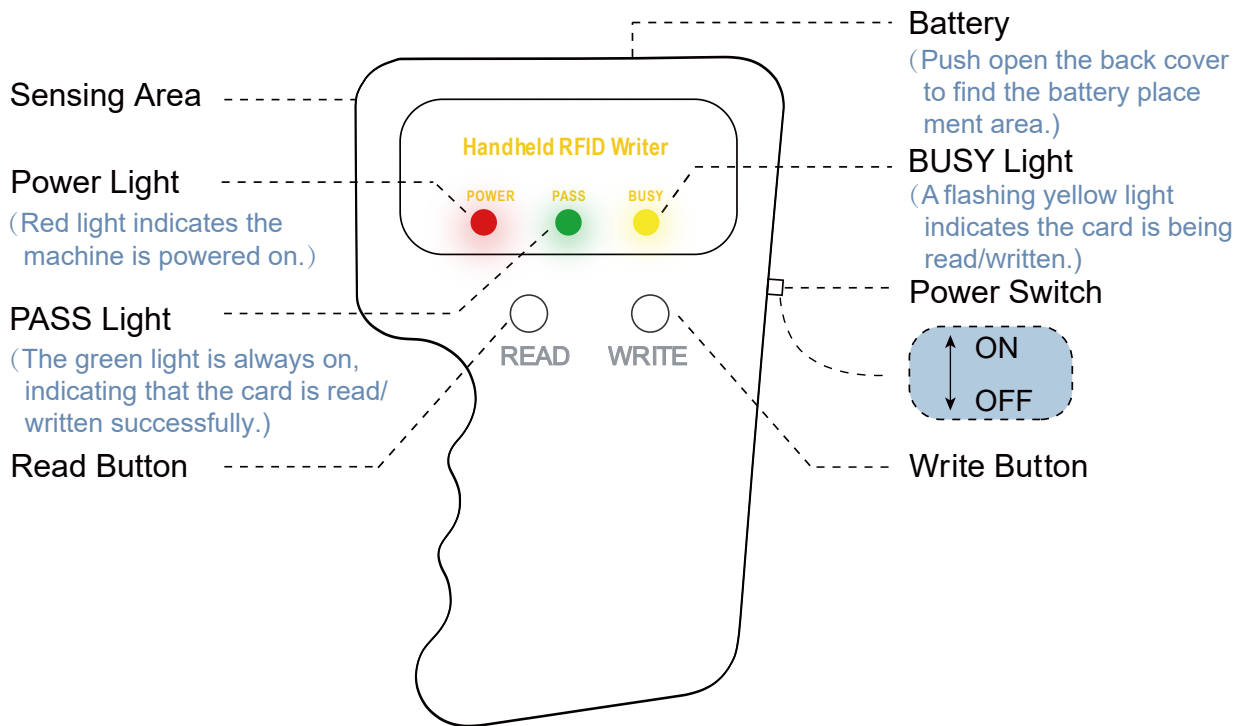 Sensing Area
Power Light
（Red light indicates the
machine is powered on.）
PASS Light
（The green light is always on,
indicating that the card is read/
written successfully.)
Read Button
Handheld RFID Writer
POWER PASS BUSY
READ WRITE
Battery
（Push open the back cover
to find the battery place
ment area.)
BUSY Light
（A flashing yellow light
indicates the card is being
read/written.)
Power Switch
ON
OFF
Write Button